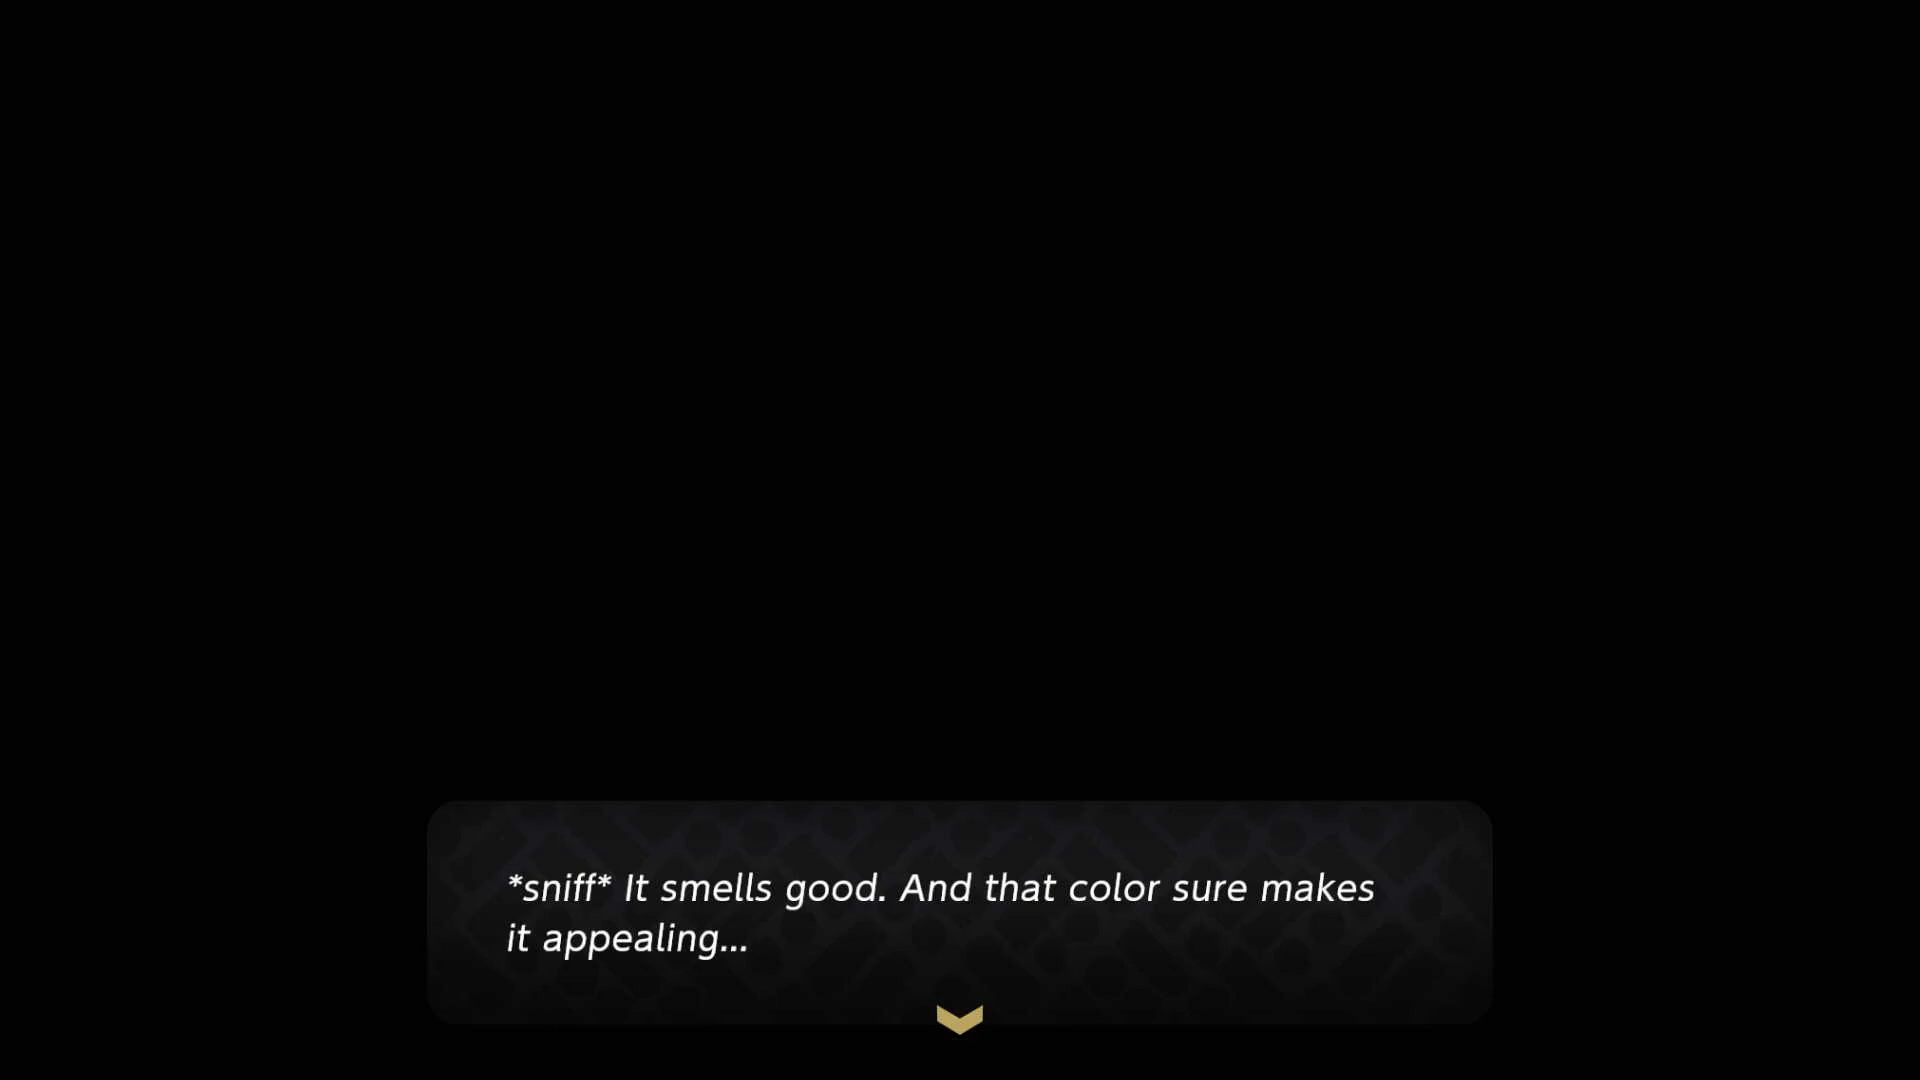 *sniff* It smells good. And that color sure makes
it appealing...